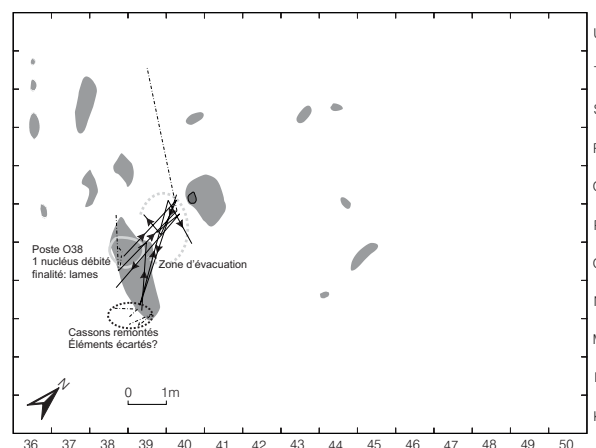 Poste O38
1 nucléus débité
finalité: lames
Zone d'évacuation
Cassons remontés
Éléments écartés?
N
0 1m
36 37 38 39 40 41 42 43 44 45 46 47 48 49 50